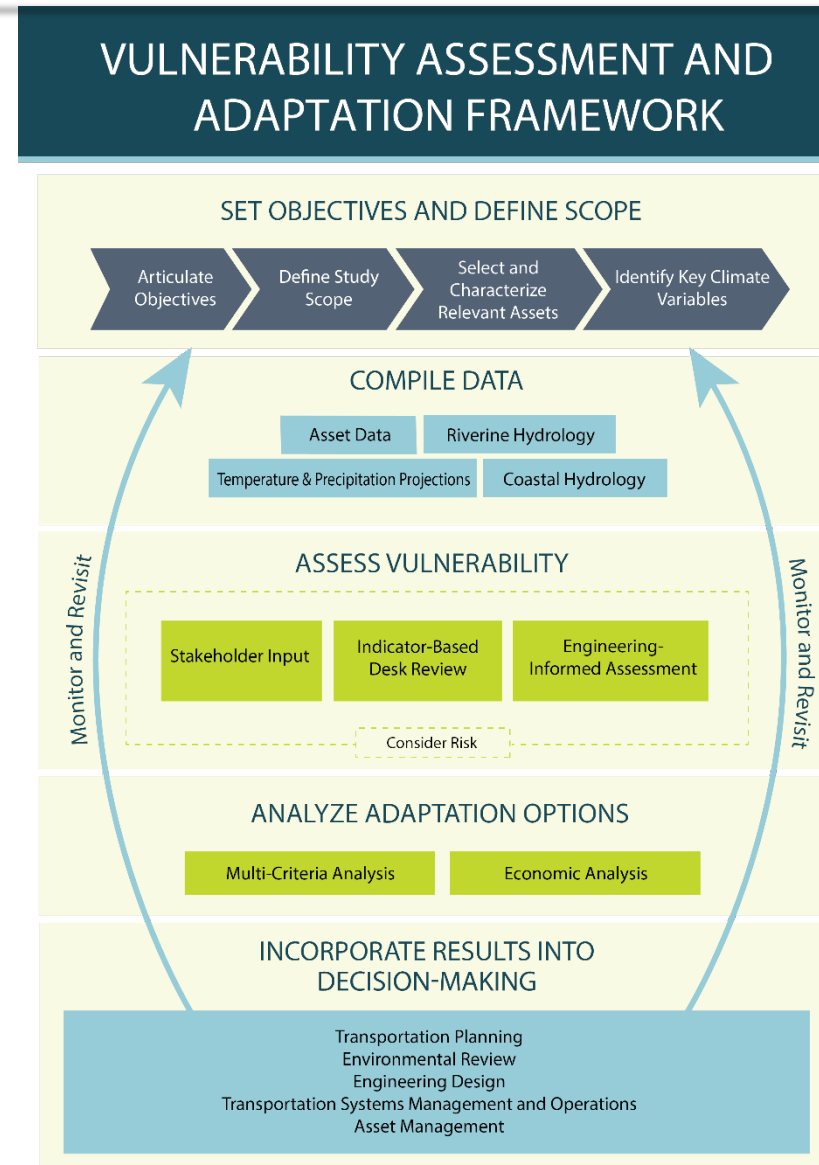 VULNERABILITY ASSESSMENT AND
ADAPTATION FRAMEWORK
SET OBJECTIVES AND DEFINE SCOPE
Articulate
Objectives
Define Study
Scope
Select and
Characterize
Relevant Assets
Identify Key Climate
Variables
COMPILE DATA
Asset Data
Riverine Hydrology
Temperature & Precipitation Projections
Coastal Hydrology
ASSESS VULNERABILITY
Stakeholder Input
Indicator-Based
Desk Review
Engineering-
Informed Assessment
Consider Risk
Monitor and Revisit
Monitor and Revisit
ANALYZE ADAPTATION OPTIONS
Multi-Criteria Analysis
Economic Analysis
INCORPORATE RESULTS INTO
DECISION-MAKING
Transportation Planning
Environmental Review
Engineering Design
Transportation Systems Management and Operations
Asset Management